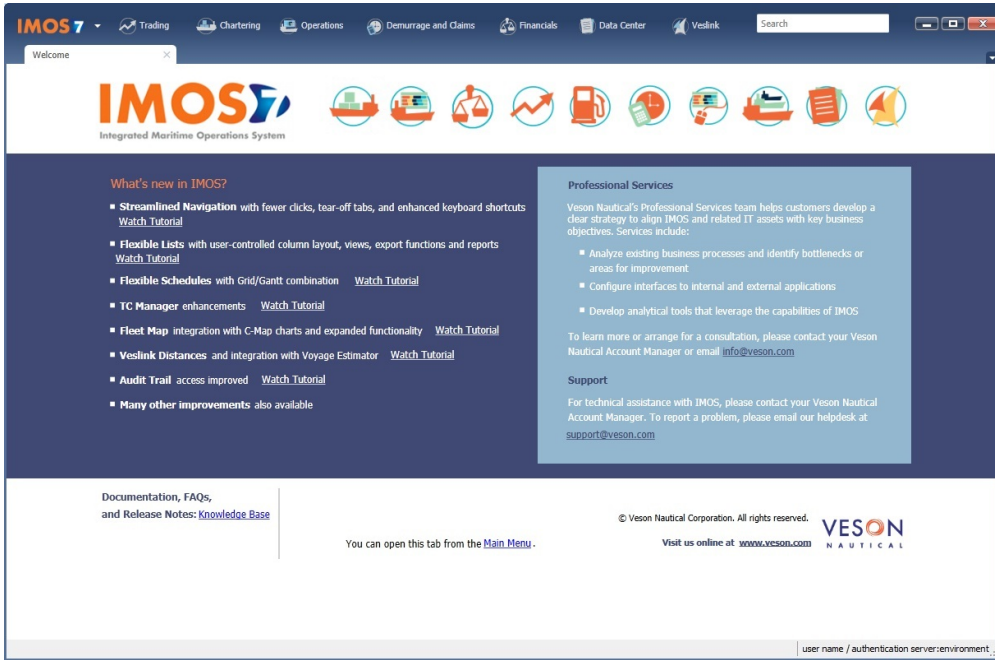 IMOS 7 Trading Chartering Operations Demurrage and Claims Financials Data Center Veslink Search
Welcome
IMOS7
Integrated Maritime Operations System
What's new in IMOS?
Streamlined Navigation with fewer clicks, tear-off tabs, and enhanced keyboard shortcuts
Watch Tutorial
Flexible Lists with user-controlled column layout, views, export functions and reports
Watch Tutorial
Flexible Schedules with Grid/Gantt combination Watch Tutorial
TC Manager enhancements Watch Tutorial
Fleet Map integration with C-Map charts and expanded functionality Watch Tutorial
Veslink Distances and integration with Voyage Estimator Watch Tutorial
Audit Trail access improved Watch Tutorial
Many other improvements also available
Professional Services
Veson Nautical's Professional Services team helps customers develop a
clear strategy to align IMOS and related IT assets with key business
objectives. Services include:
Analyze existing business processes and identify bottlenecks or
areas for improvement
Configure interfaces to internal and external applications
Develop analytical tools that leverage the capabilities of IMOS
To learn more or arrange for a consultation, please contact your Veson
Nautical Account Manager or email info@veson.com
Support
For technical assistance with IMOS, please contact your Veson Nautical
Account Manager. To report a problem, please email our helpdesk at
support@veson.com
Documentation, FAQs,
and Release Notes: Knowledge Base
You can open this tab from the Main Menu.
© Veson Nautical Corporation. All rights reserved.
Visit us online at www.veson.com
VESON
NAUTICAL
user name / authentication server:environment